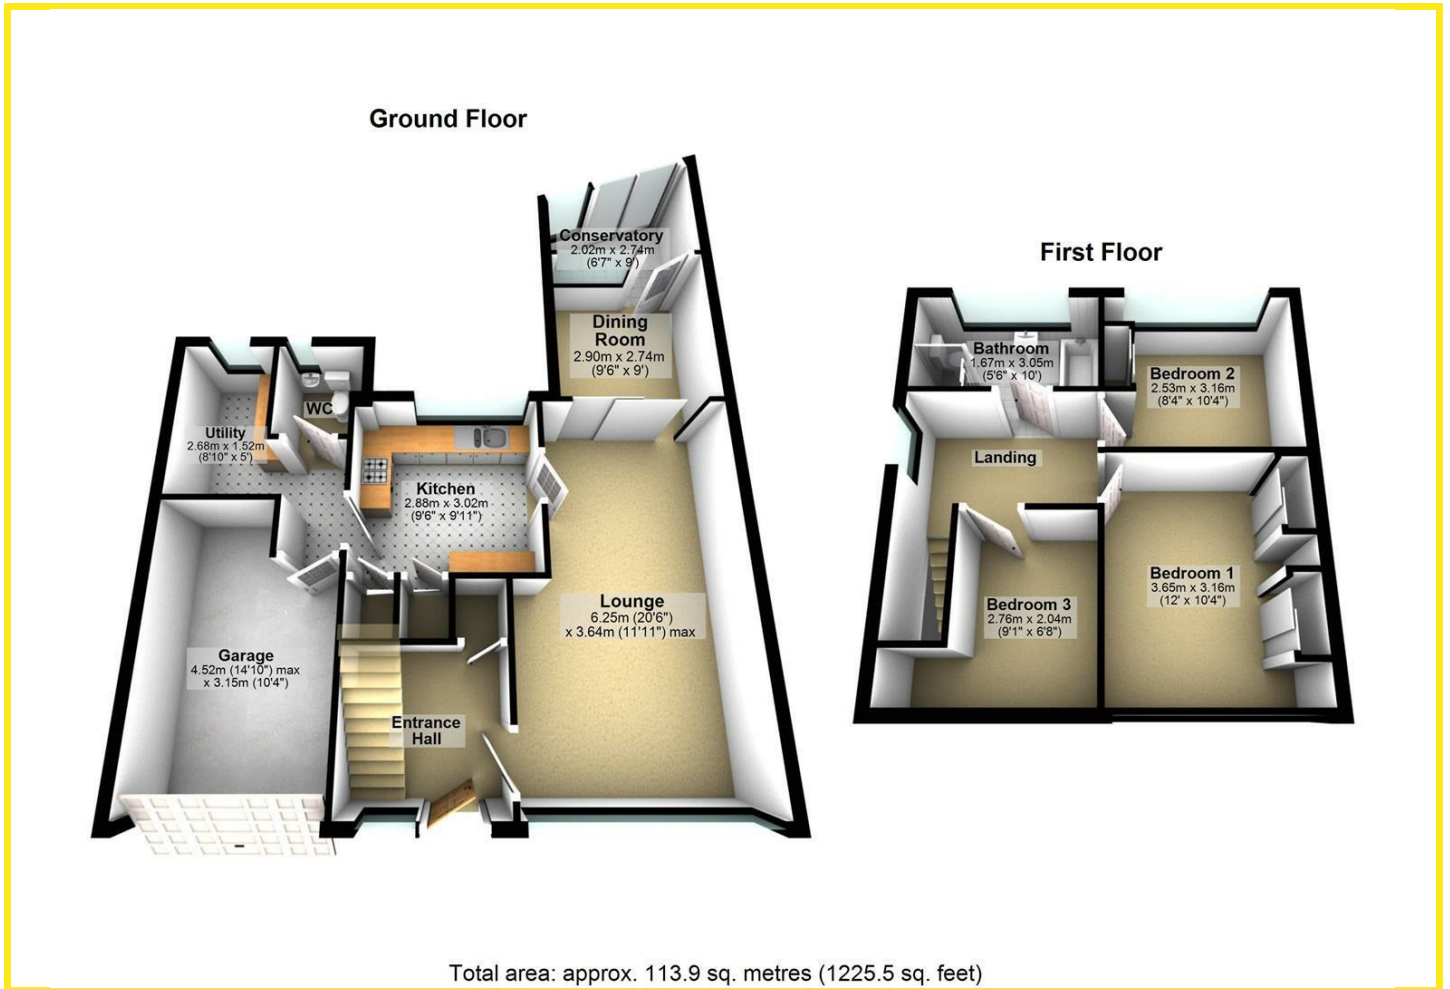 Ground Floor
Conservatory
2.02m x 2.74m
(6'7" x 9')
Dining
Room
2.90m x 2.74m
(9'6" x 9')
WC
Utility
2.68m x 1.52m
(8'10" x 5')
Kitchen
2.88m x 3.02m
(9'6" x 9'11")
Lounge
6.25m (20'6")
x 3.64m (11'11") max
Garage
4.52m (14'10") max
x 3.15m (10'4")
Entrance
Hall
First Floor
Bathroom
1.67m x 3.05m
(5'6" x 10')
Bedroom 2
2.53m x 3.16m
(8'4" x 10'4")
Landing
Bedroom 1
3.65m x 3.16m
(12' x 10'4")
Bedroom 3
2.76m x 2.04m
(9'1" x 6'8")
Total area: approx. 113.9 sq. metres (1225.5 sq. feet)